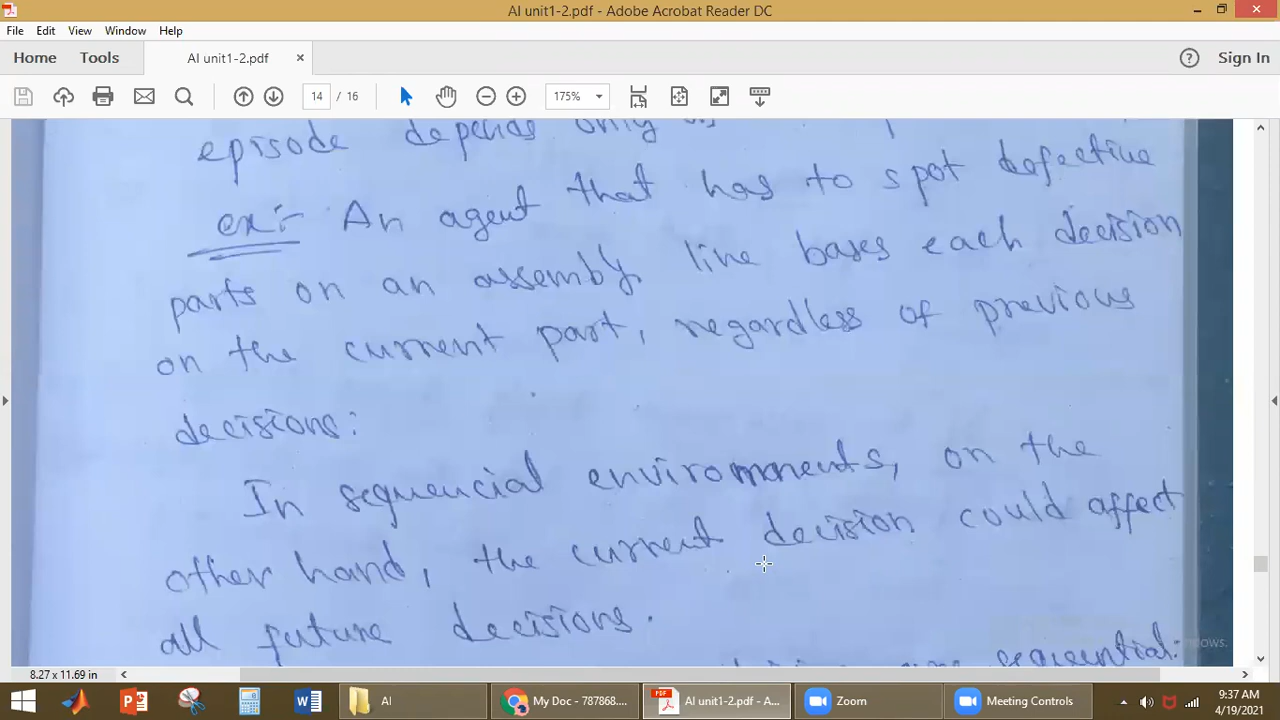 AI unit1-2.pdf - Adobe Acrobat Reader DC
File Edit View Window Help
Home Tools AI unit1-2.pdf × Sign In
14 / 16 175%
episode depends only
ex:- An agent that has to spot defective
parts on an assembly line bases each decision
on the current part, regardless of previous
decisions:
In sequencial environments, on the
other hand, the current decision could affect
all future decisions.
sequential:
8.27 x 11.69 in
AI My Doc - 787868.... AI unit1-2.pdf - A... Zoom Meeting Controls
9:37 AM
4/19/2021